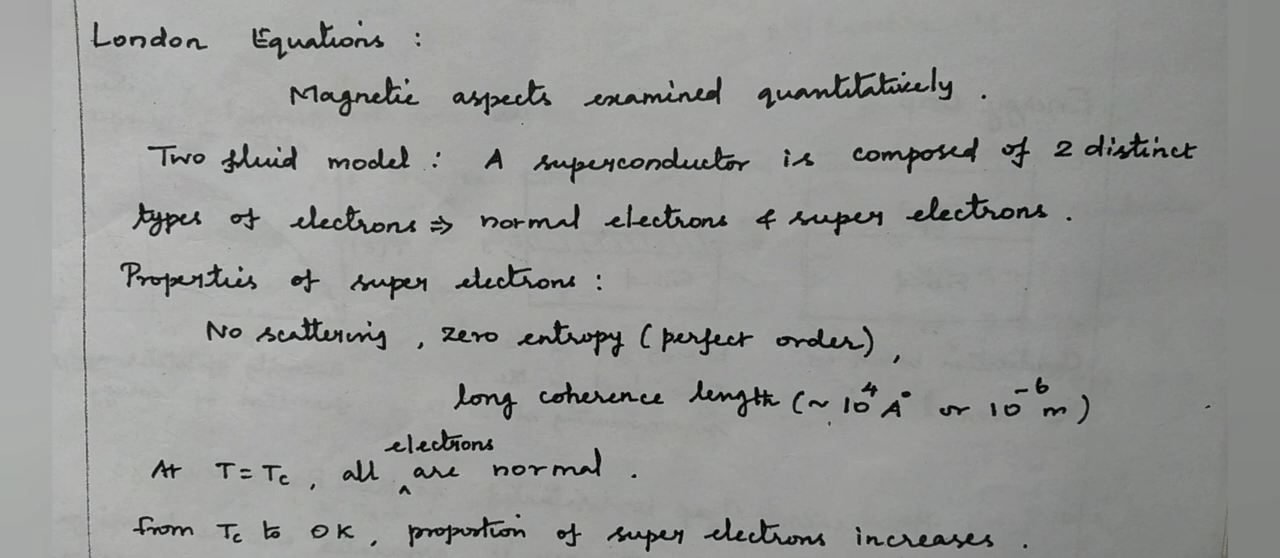 London Equations :
Magnetic aspects examined quantitatively .
Two fluid model : A superconductor is composed of 2 distinct
types of electrons ⇒ normal electrons & super electrons .
Properties of super electrons :
No scattering , zero entropy ( perfect order ) ,
long coherence length ( ~ 10⁴ A° or 10⁻⁶ m )
At T = Tc , all electrons are normal .
from Tc to 0K , proportion of super electrons increases .